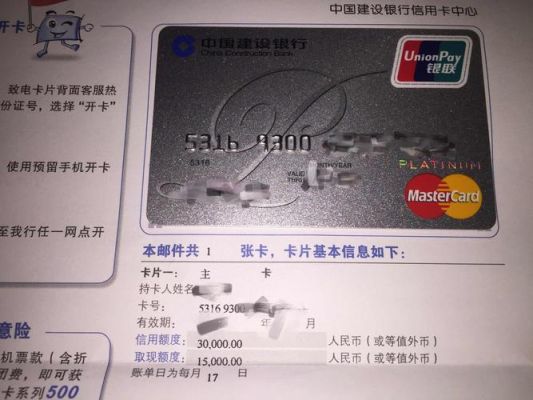 中国建设银行信用卡中心
开卡
致电卡片背面客服热
份证号，选择“开卡”
使用预留手机开卡
至我行任一网点开
中国建设银行
China Construction Bank
UnionPay
银联
5316 9300
5316
MONTH/YEAR
VALID
THRU
PLATINUM
MasterCard
本邮件共 1 张卡，卡片基本信息如下：
卡片一： 主 卡
持卡人姓名
卡号： 5316 9300
有效期： 年 月
信用额度： 30,000.00 人民币（或等值外币）
取现额度： 15,000.00 人民币（或等值外币）
账单日为每月 17 日
意险
机票款（含折
团费，即可获
卡系列500